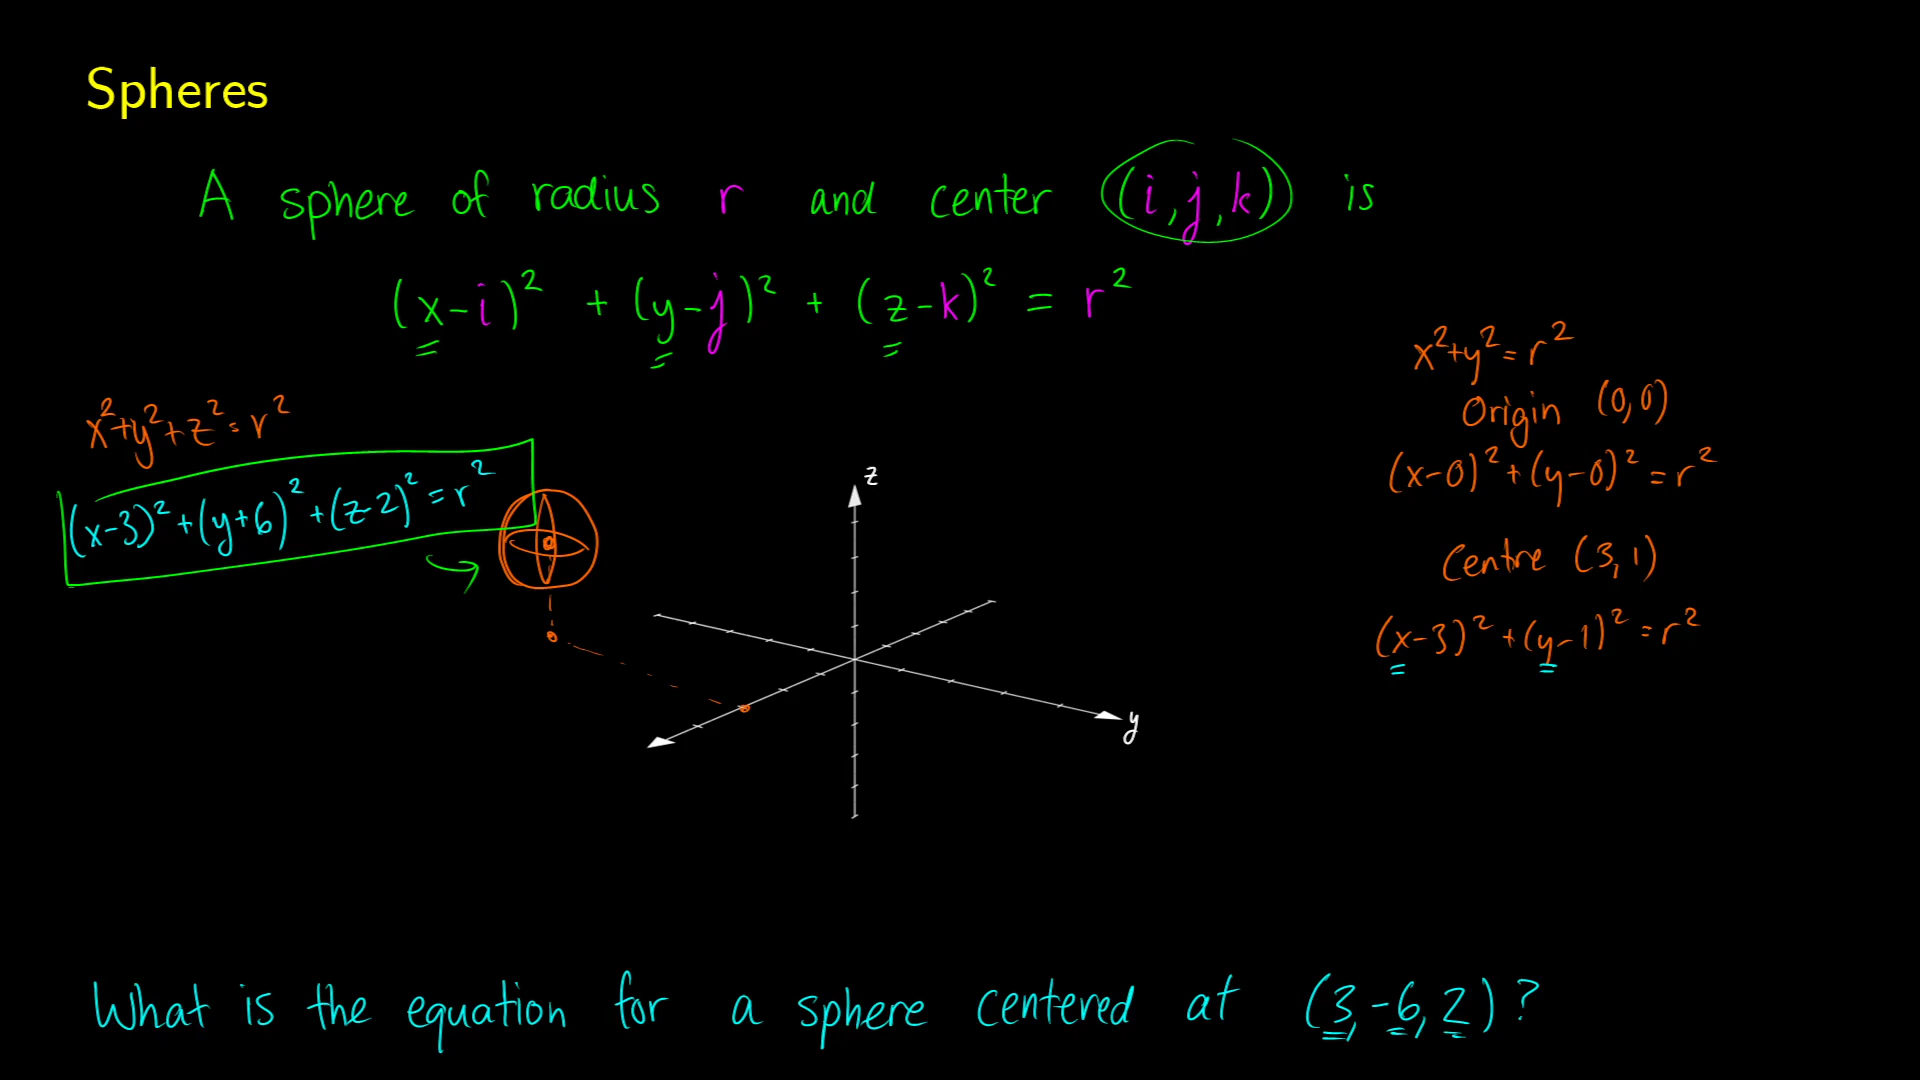 Spheres
A sphere of radius r and center (i, j, k) is
(x-i)² + (y-j)² + (z-k)² = r²
x²+y²=r²
Origin (0,0)
(x-0)²+(y-0)²=r²
Centre (3,1)
(x-3)²+(y-1)²=r²
x²+y²+z²=r²
(x-3)²+(y+6)²+(z-2)²=r²
z
y
What is the equation for a sphere centered at (3,-6,2)?